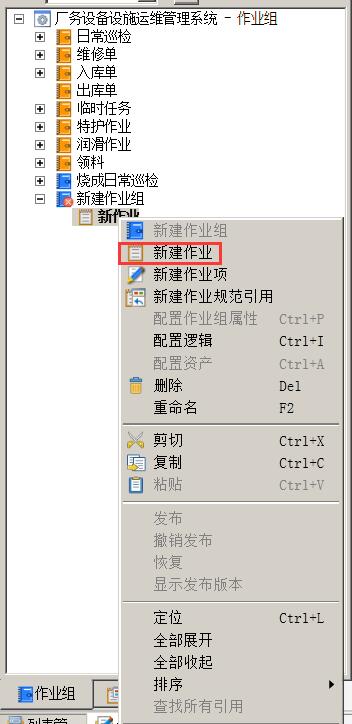 厂务设备设施运维管理系统 - 作业组
日常巡检
维修单
入库单
出库单
临时任务
特护作业
润滑作业
领料
烧成日常巡检
新建作业组
新作业
新建作业组
新建作业
新建作业项
新建作业规范引用
配置作业组属性 Ctrl+P
配置逻辑 Ctrl+I
配置资产 Ctrl+A
删除 Del
重命名 F2
剪切 Ctrl+X
复制 Ctrl+C
粘贴 Ctrl+V
发布
撤销发布
恢复
显示发布版本
定位 Ctrl+L
全部展开
全部收起
排序
查找所有引用
作业组